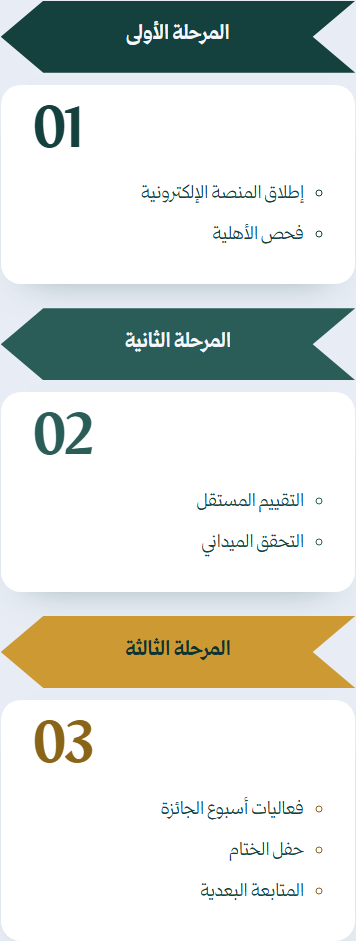 المرحلة الأولى
01
إطلاق المنصة الإلكترونية
فحص الأهلية
المرحلة الثانية
02
التقييم المستقل
التحقق الميداني
المرحلة الثالثة
03
فعاليات أسبوع الجائزة
حفل الختام
المتابعة البعدية